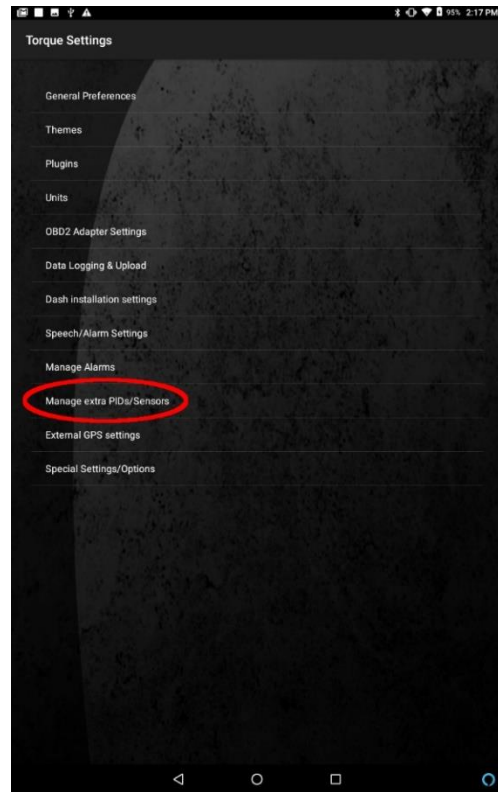 95% 2:17 PM
Torque Settings
General Preferences
Themes
Plugins
Units
OBD2 Adapter Settings
Data Logging & Upload
Dash installation settings
Speech/Alarm Settings
Manage Alarms
Manage extra PIDs/Sensors
External GPS settings
Special Settings/Options